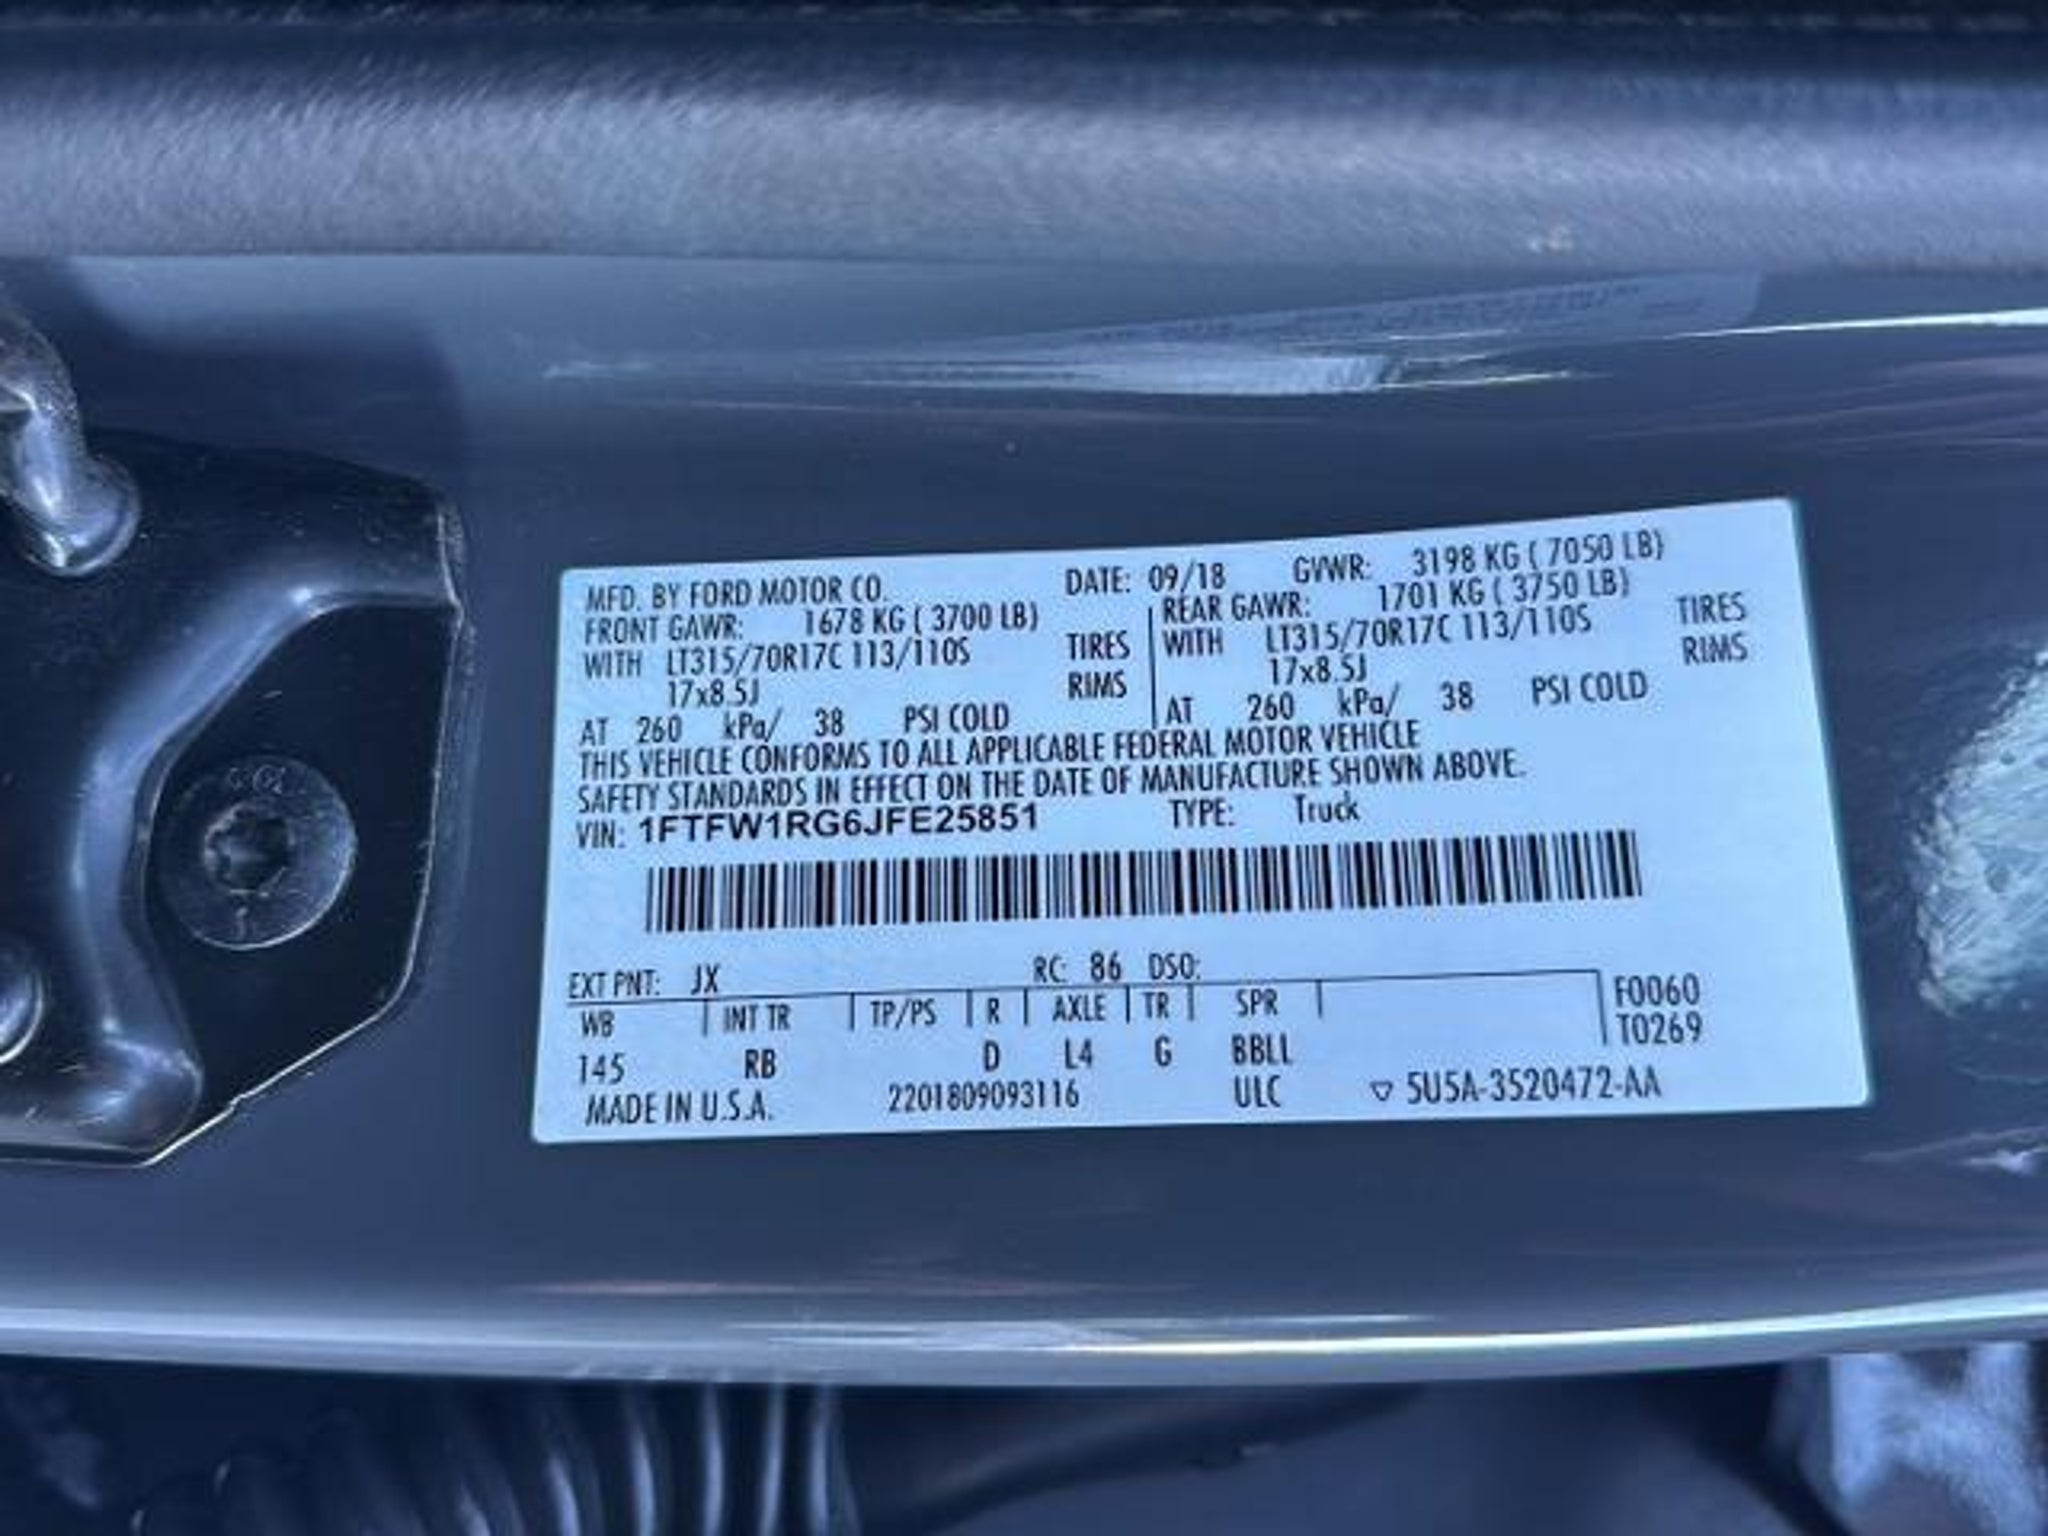 MFD. BY FORD MOTOR CO. DATE: 09/18 GVWR: 3198 KG ( 7050 LB)
FRONT GAWR: 1678 KG ( 3700 LB) REAR GAWR: 1701 KG ( 3750 LB)
WITH LT315/70R17C 113/110S TIRES WITH LT315/70R17C 113/110S TIRES
17x8.5J RIMS 17x8.5J RIMS
AT 260 kPa/ 38 PSI COLD AT 260 kPa/ 38 PSI COLD
THIS VEHICLE CONFORMS TO ALL APPLICABLE FEDERAL MOTOR VEHICLE
SAFETY STANDARDS IN EFFECT ON THE DATE OF MANUFACTURE SHOWN ABOVE.
VIN: 1FTFW1RG6JFE25851 TYPE: Truck
EXT PNT: JX RC: 86 DSO:
WB INT TR TP/PS R AXLE TR SPR F0060
T0269
145 RB D L4 G BBLL
MADE IN U.S.A. 2201809093116 ULC ▽ 5U5A-3520472-AA